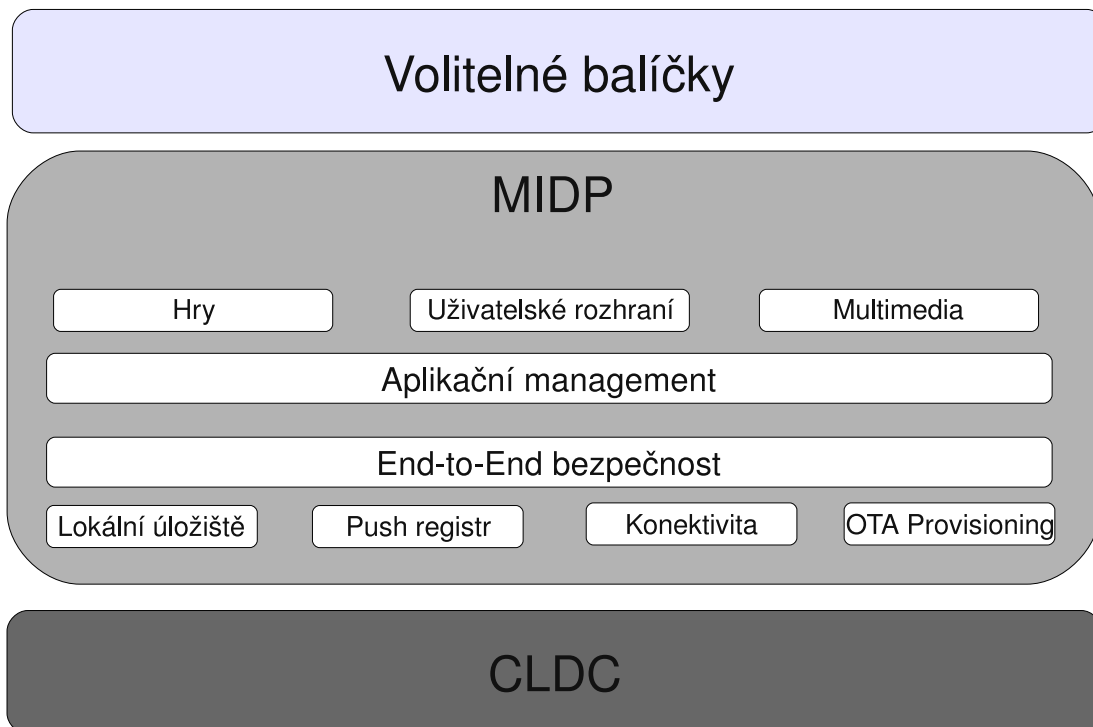 Volitelné balíčky
MIDP
Hry
Uživatelské rozhraní
Multimedia
Aplikační management
End-to-End bezpečnost
Lokální úložiště
Push registr
Konektivita
OTA Provisioning
CLDC